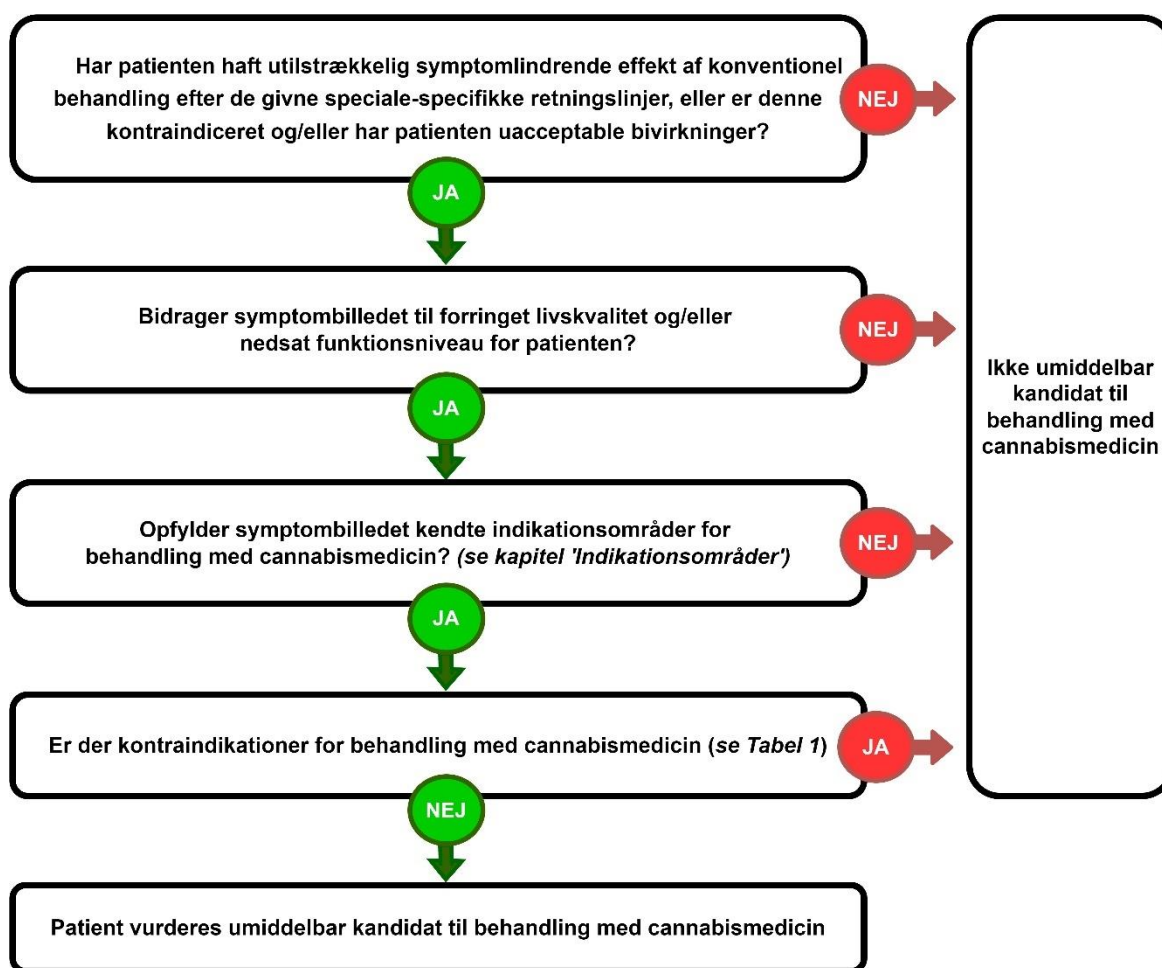 Har patienten haft utilstrækkelig symptomlindrende effekt af konventionel
behandling efter de givne speciale-specifikke retningslinjer, eller er denne
kontraindiceret og/eller har patienten uacceptable bivirkninger?
NEJ
JA
Bidrager symptombilledet til forringet livskvalitet og/eller
nedsat funktionsniveau for patienten?
NEJ
JA
Opfylder symptombilledet kendte indikationsområder for
behandling med cannabismedicin? (se kapitel 'Indikationsområder')
NEJ
JA
Er der kontraindikationer for behandling med cannabismedicin (se Tabel 1)
JA
NEJ
Patient vurderes umiddelbar kandidat til behandling med cannabismedicin
Ikke umiddelbar
kandidat til
behandling med
cannabismedicin